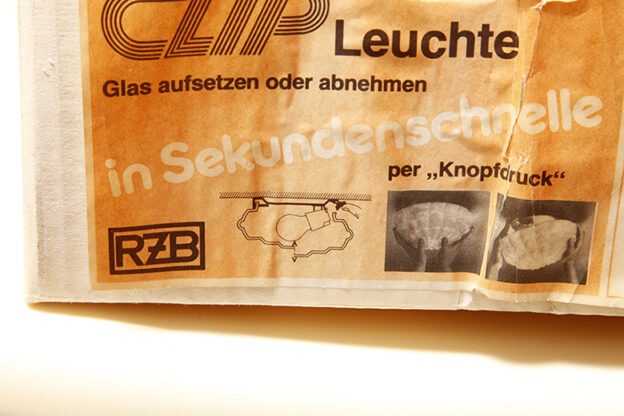 CLIP
Leuchte
Glas aufsetzen oder abnehmen
in Sekundenschnelle
per „Knopfdruck“
RZB